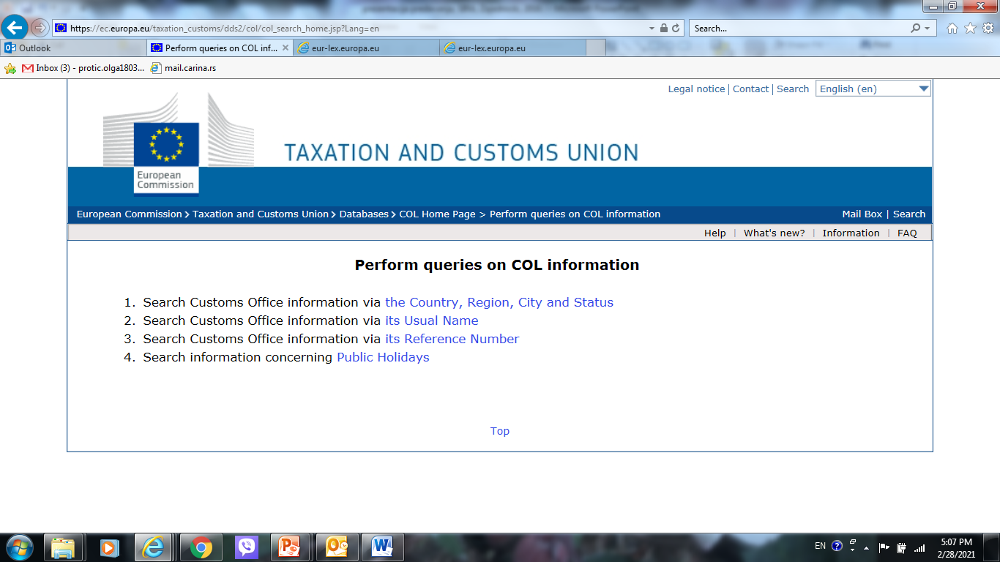 https://ec.europa.eu/taxation_customs/dds2/col/col_search_home.jsp?Lang=en
Search...
Outlook
Perform queries on COL inf...
eur-lex.europa.eu
eur-lex.europa.eu
Inbox (3) - protic.olga1803...
mail.carina.rs
Legal notice | Contact | Search
English (en)
TAXATION AND CUSTOMS UNION
European
Commission
European Commission > Taxation and Customs Union > Databases > COL Home Page > Perform queries on COL information
Mail Box | Search
Help | What's new? | Information | FAQ
Perform queries on COL information
1. Search Customs Office information via the Country, Region, City and Status
2. Search Customs Office information via its Usual Name
3. Search Customs Office information via its Reference Number
4. Search information concerning Public Holidays
Top
EN
5:07 PM
2/28/2021